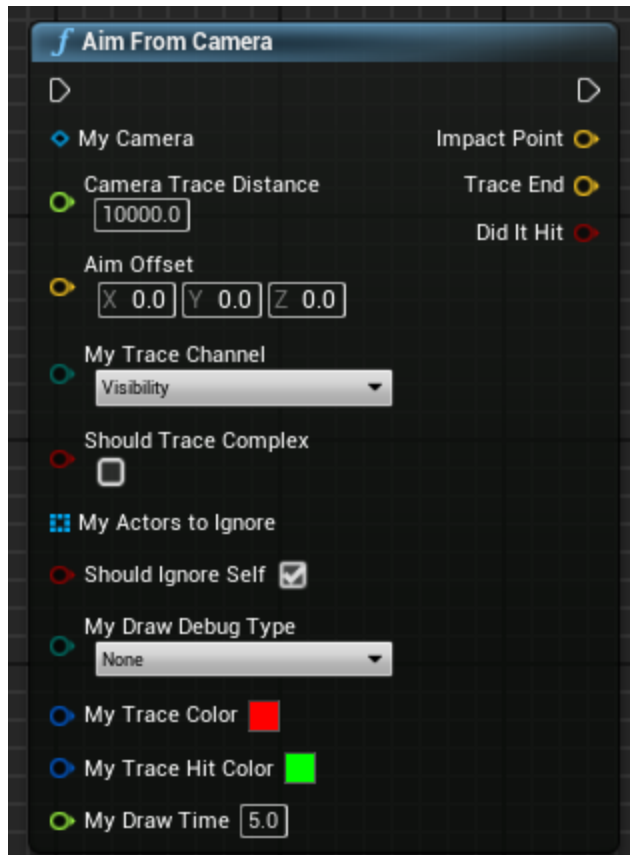 f Aim From Camera
My Camera Impact Point
Camera Trace Distance Trace End
10000.0
Did It Hit
Aim Offset
X 0.0 Y 0.0 Z 0.0
My Trace Channel
Visibility
Should Trace Complex
My Actors to Ignore
Should Ignore Self
My Draw Debug Type
None
My Trace Color
My Trace Hit Color
My Draw Time 5.0